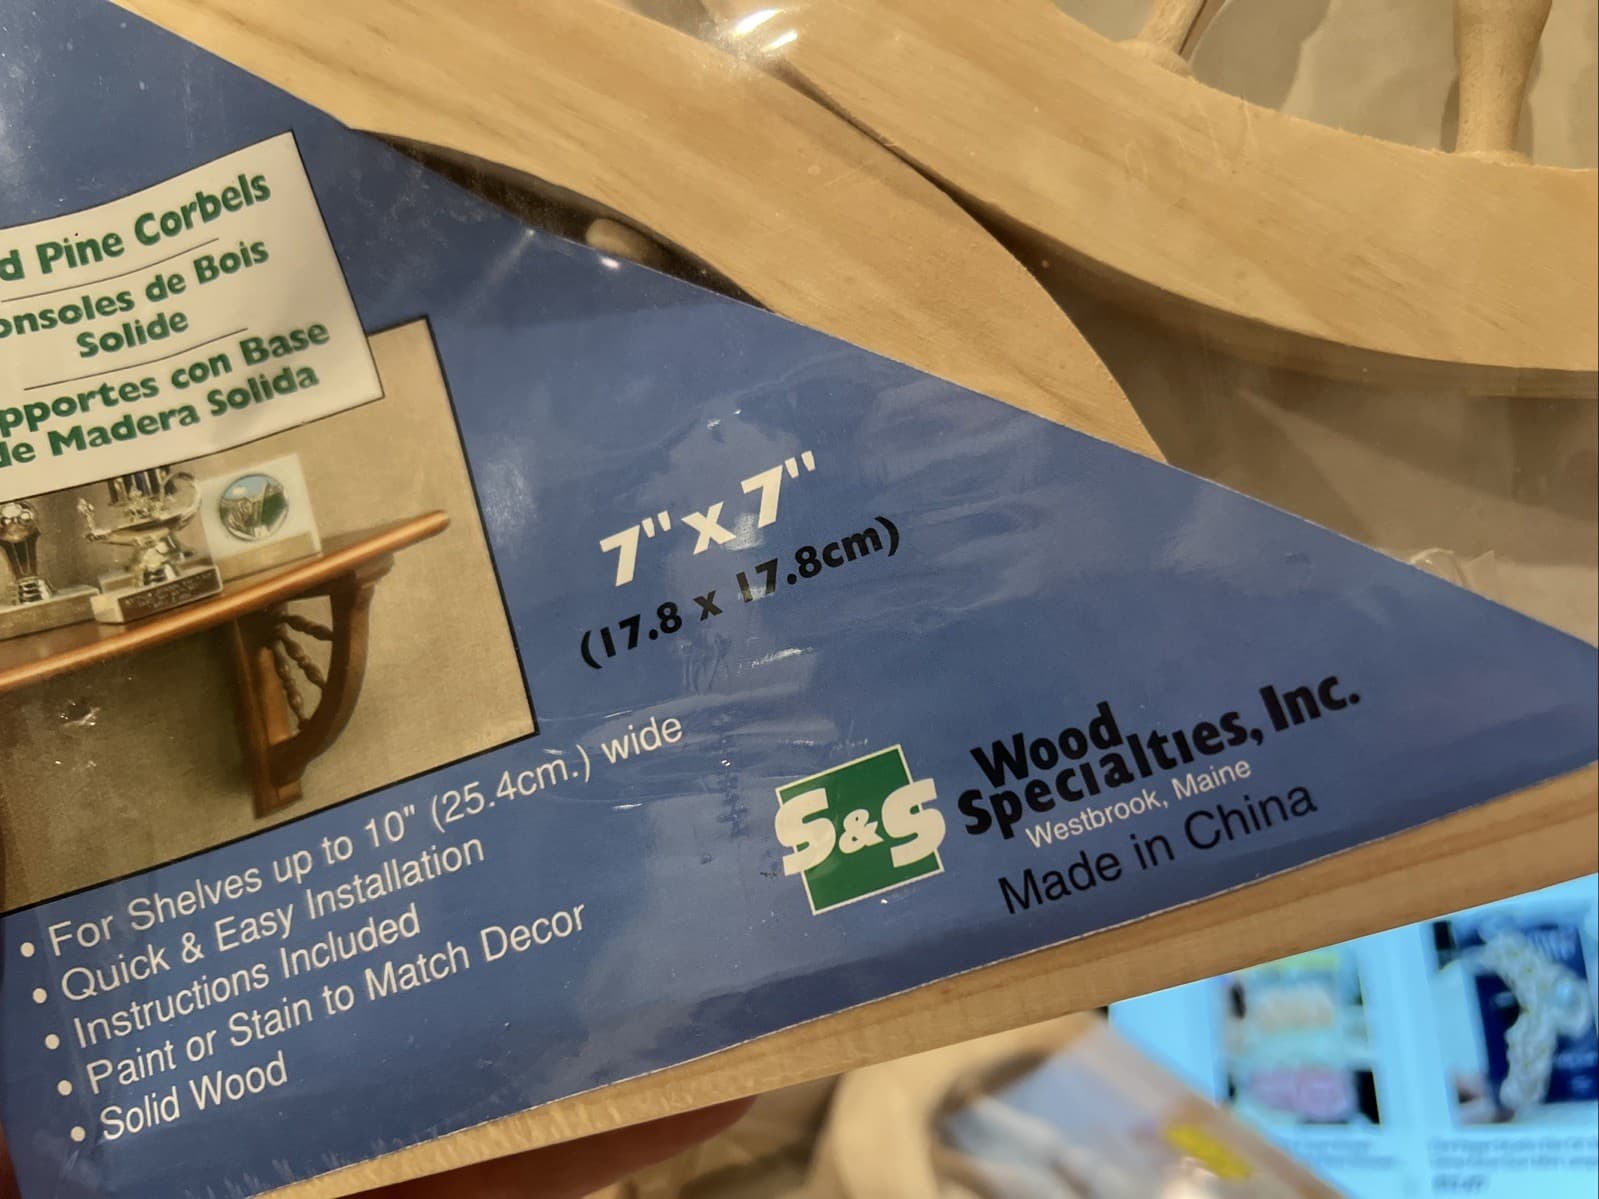 d Pine Corbels
onsoles de Bois
Solide
pportes con Base
de Madera Solida
7" x 7"
(17.8 x 17.8cm)
• For Shelves up to 10" (25.4cm.) wide
• Quick & Easy Installation
• Instructions Included
• Paint or Stain to Match Decor
• Solid Wood
S&S
Wood
Specialties, Inc.
Westbrook, Maine
Made in China